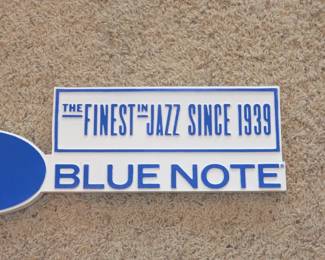 THE FINEST IN JAZZ SINCE 1939
BLUE NOTE